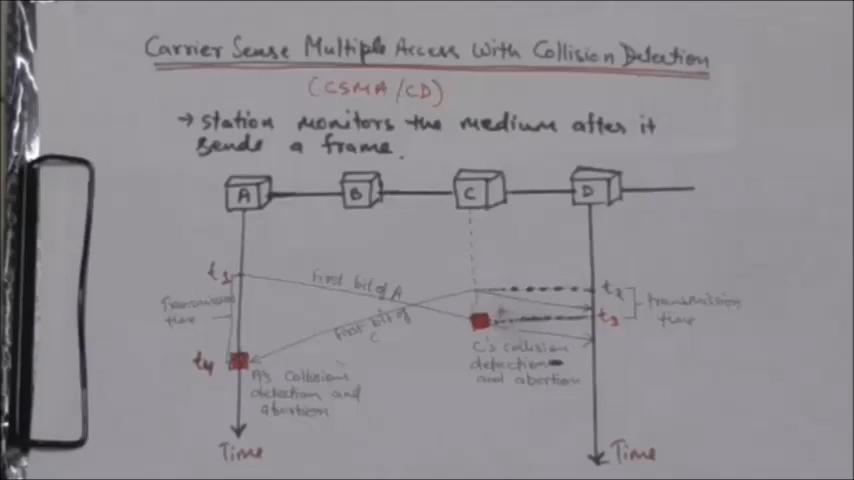 Carrier Sense Multiple Access With Collision Detection
(CSMA/CD)
→ station monitors the medium after it
sends a frame.
A B C D
t1
First bit of A
t2
Transmission
time
transmission
time
t3
First bit of
C
t4
C's collision
detection
and abortion
A's Collision
detection and
abortion
Time
Time